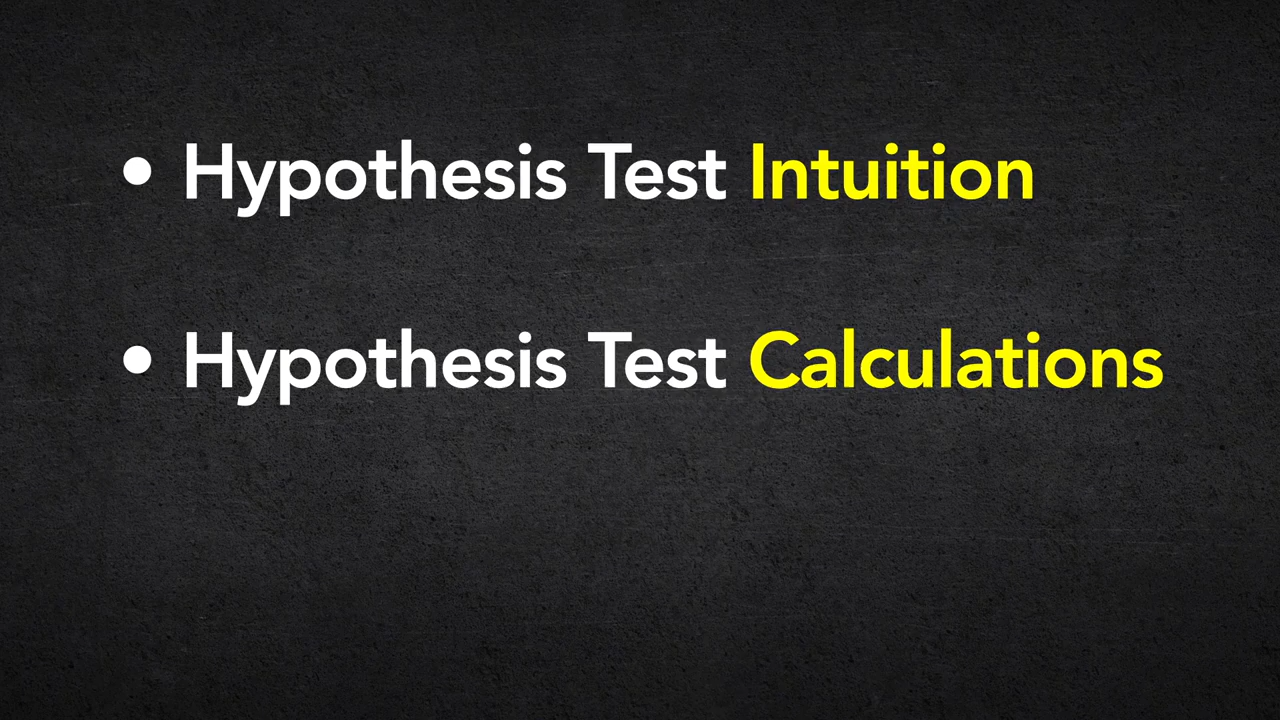 • Hypothesis Test Intuition
• Hypothesis Test Calculations